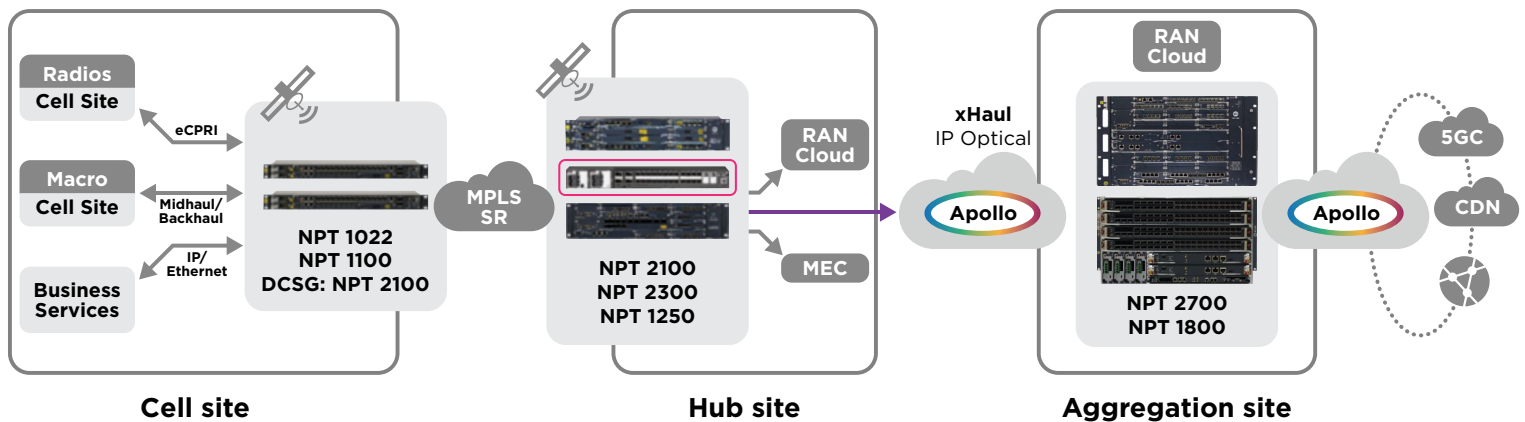 Radios
Cell Site
eCPRI
Macro
Cell Site
Midhaul/
Backhaul
IP/
Ethernet
Business
Services
NPT 1022
NPT 1100
DCSG: NPT 2100
MPLS
SR
NPT 2100
NPT 2300
NPT 1250
RAN
Cloud
MEC
xHaul
IP Optical
Apollo
RAN
Cloud
NPT 2700
NPT 1800
Apollo
5GC
CDN
Cell site
Hub site
Aggregation site